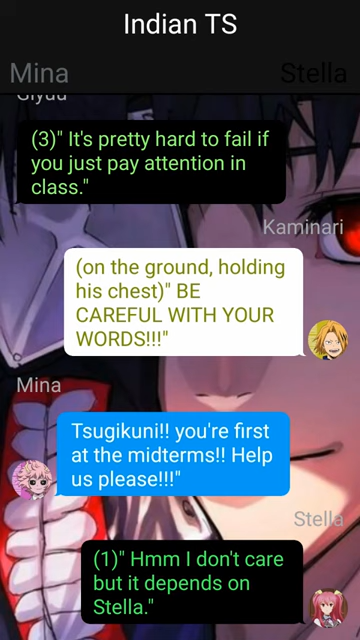 Indian TS
Mina
Stella
Giyuu
(3)" It's pretty hard to fail if
you just pay attention in
class."
Kaminari
(on the ground, holding
his chest)" BE
CAREFUL WITH YOUR
WORDS!!!"
Mina
Tsugikuni!! you're first
at the midterms!! Help
us please!!!"
Stella
(1)" Hmm I don't care
but it depends on
Stella."